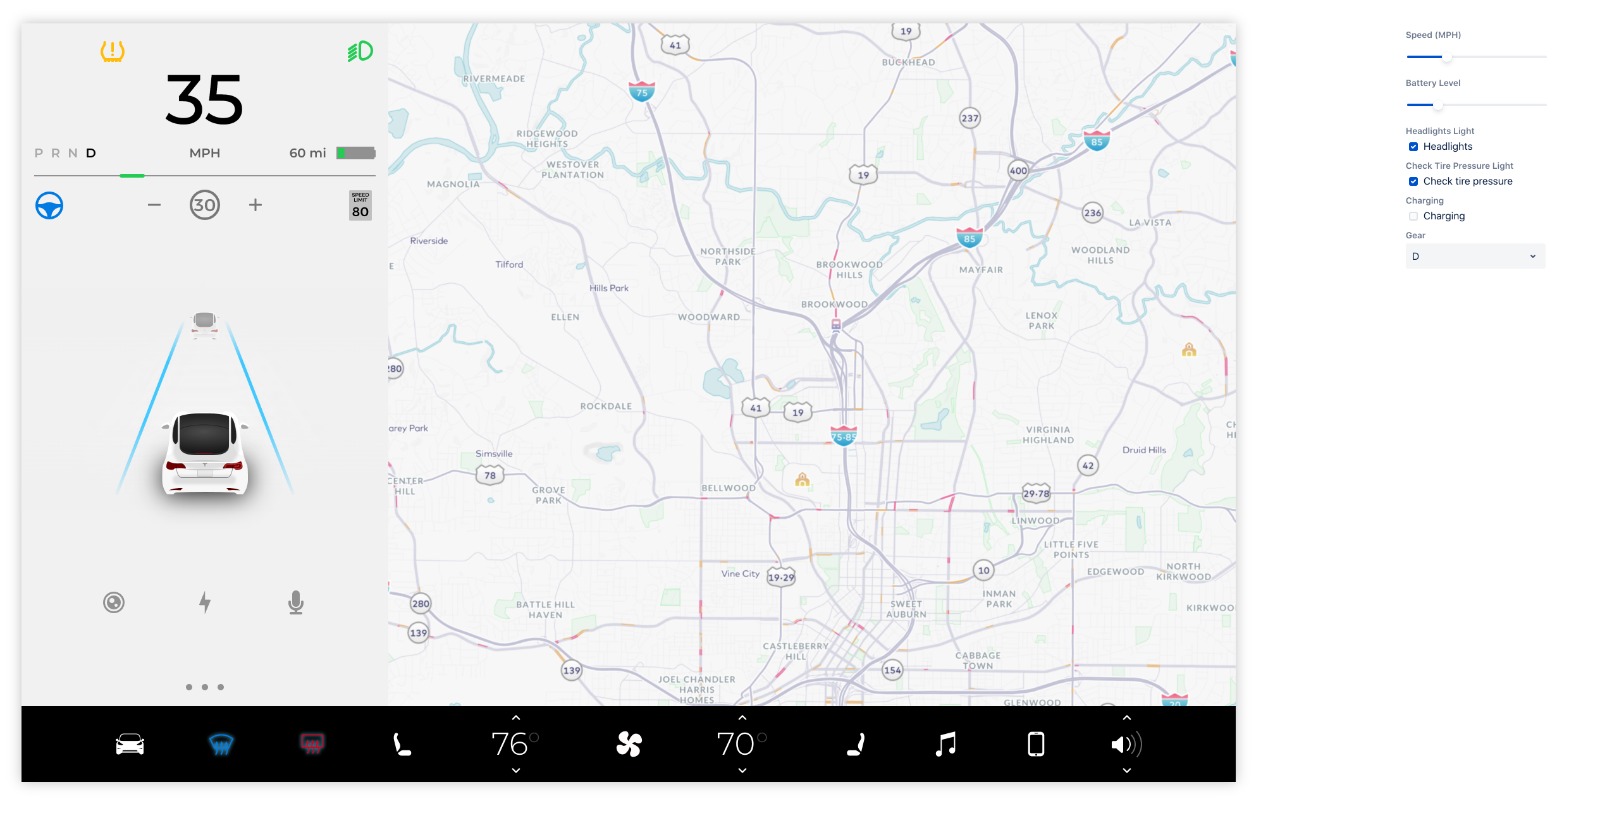 35
P R N D
MPH
60 mi
30
SPEED
LIMIT
80
41
19
BUCKHEAD
RIVERMEADE
75
237
RIDGEWOOD
HEIGHTS
85
WESTOVER
PLANTATION
19
400
MAGNOLIA
236
LA VISTA
Riverside
85
NORTHSIDE
PARK
WOODLAND
HILLS
Tilford
BROOKWOOD
HILLS
MAYFAIR
Hills Park
BROOKWOOD
ELLEN
WOODWARD
LENOX
PARK
280
ROCKDALE
41
19
arey Park
75-85
VIRGINIA
HIGHLAND
Simsville
Druid Hills
78
42
CENTER
HILL
GROVE
PARK
BELLWOOD
29-78
LINWOOD
LITTLE FIVE
POINTS
Vine City
19-29
10
EDGEWOOD
NORTH
KIRKWOOD
280
BATTLE HILL
HAVEN
SWEET
AUBURN
INMAN
PARK
KIRKWOO
139
CASTLEBERRY
HILL
CABBAGE
TOWN
139
154
JOEL CHANDLER
HARRIS
HOMES
GLENWOOD
20
76°
70°
Speed (MPH)
Battery Level
Headlights Light
Headlights
Check Tire Pressure Light
Check tire pressure
Charging
Charging
Gear
D